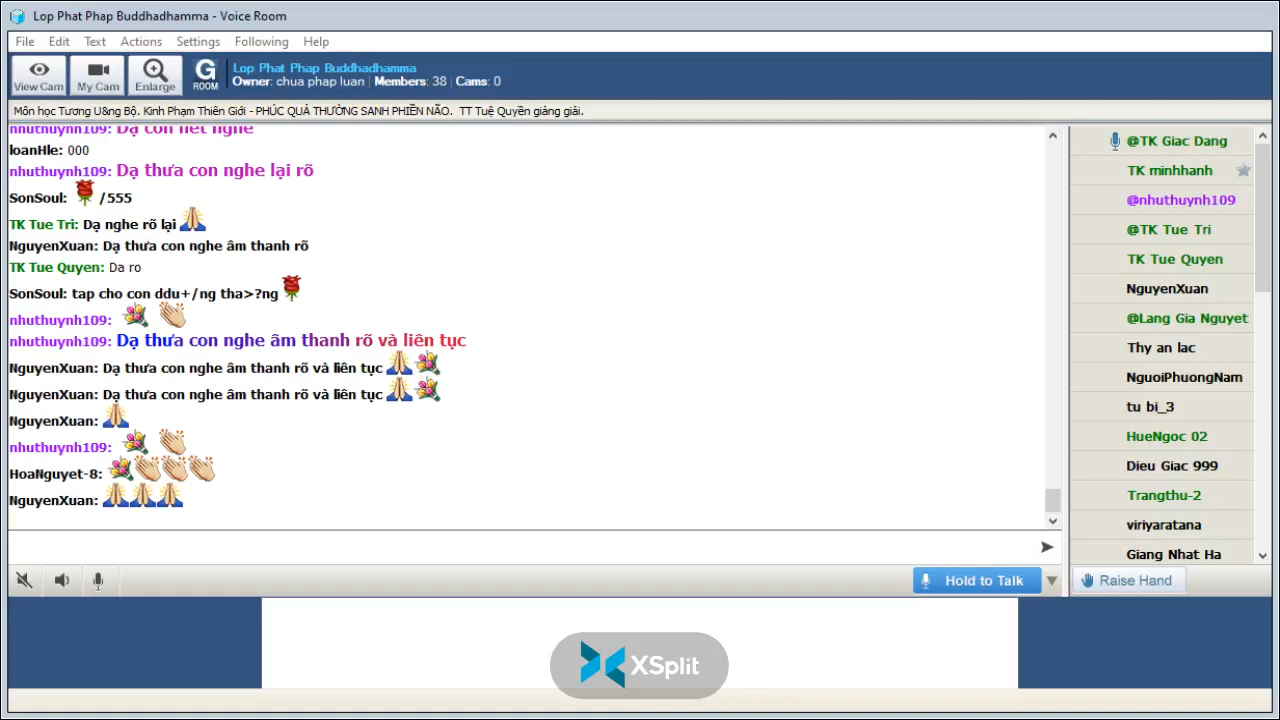 Lop Phat Phap Buddhadhamma - Voice Room
File Edit Text Actions Settings Following Help
View Cam My Cam Enlarge G ROOM Lop Phat Phap Buddhadhamma
Owner: chua phap luan | Members: 38 | Cams: 0
Môn học Tương U&ng Bộ. Kinh Phạm Thiên Giới - PHÚC QUẢ THƯỜNG SANH PHIỀN NÃO. TT Tuệ Quyền giảng giải.
nhuthuynh109: Dạ con hết nghe
loanHle: 000
nhuthuynh109: Dạ thưa con nghe lại rõ
SonSoul: /555
TK Tue Tri: Dạ nghe rõ lại
NguyenXuan: Dạ thưa con nghe âm thanh rõ
TK Tue Quyen: Da ro
SonSoul: tap cho con ddu+/ng tha>?ng
nhuthuynh109:
nhuthuynh109: Dạ thưa con nghe âm thanh rõ và liên tục
NguyenXuan: Dạ thưa con nghe âm thanh rõ và liên tục
NguyenXuan: Dạ thưa con nghe âm thanh rõ và liên tục
NguyenXuan:
nhuthuynh109:
HoaNguyet-8:
NguyenXuan:
@TK Giac Dang
TK minhhanh
@nhuthuynh109
@TK Tue Tri
TK Tue Quyen
NguyenXuan
@Lang Gia Nguyet
Thy an lac
NguoiPhuongNam
tu bi_3
HueNgoc 02
Dieu Giac 999
Trangthu-2
viriyaratana
Giang Nhat Ha
Hold to Talk
Raise Hand
XSplit